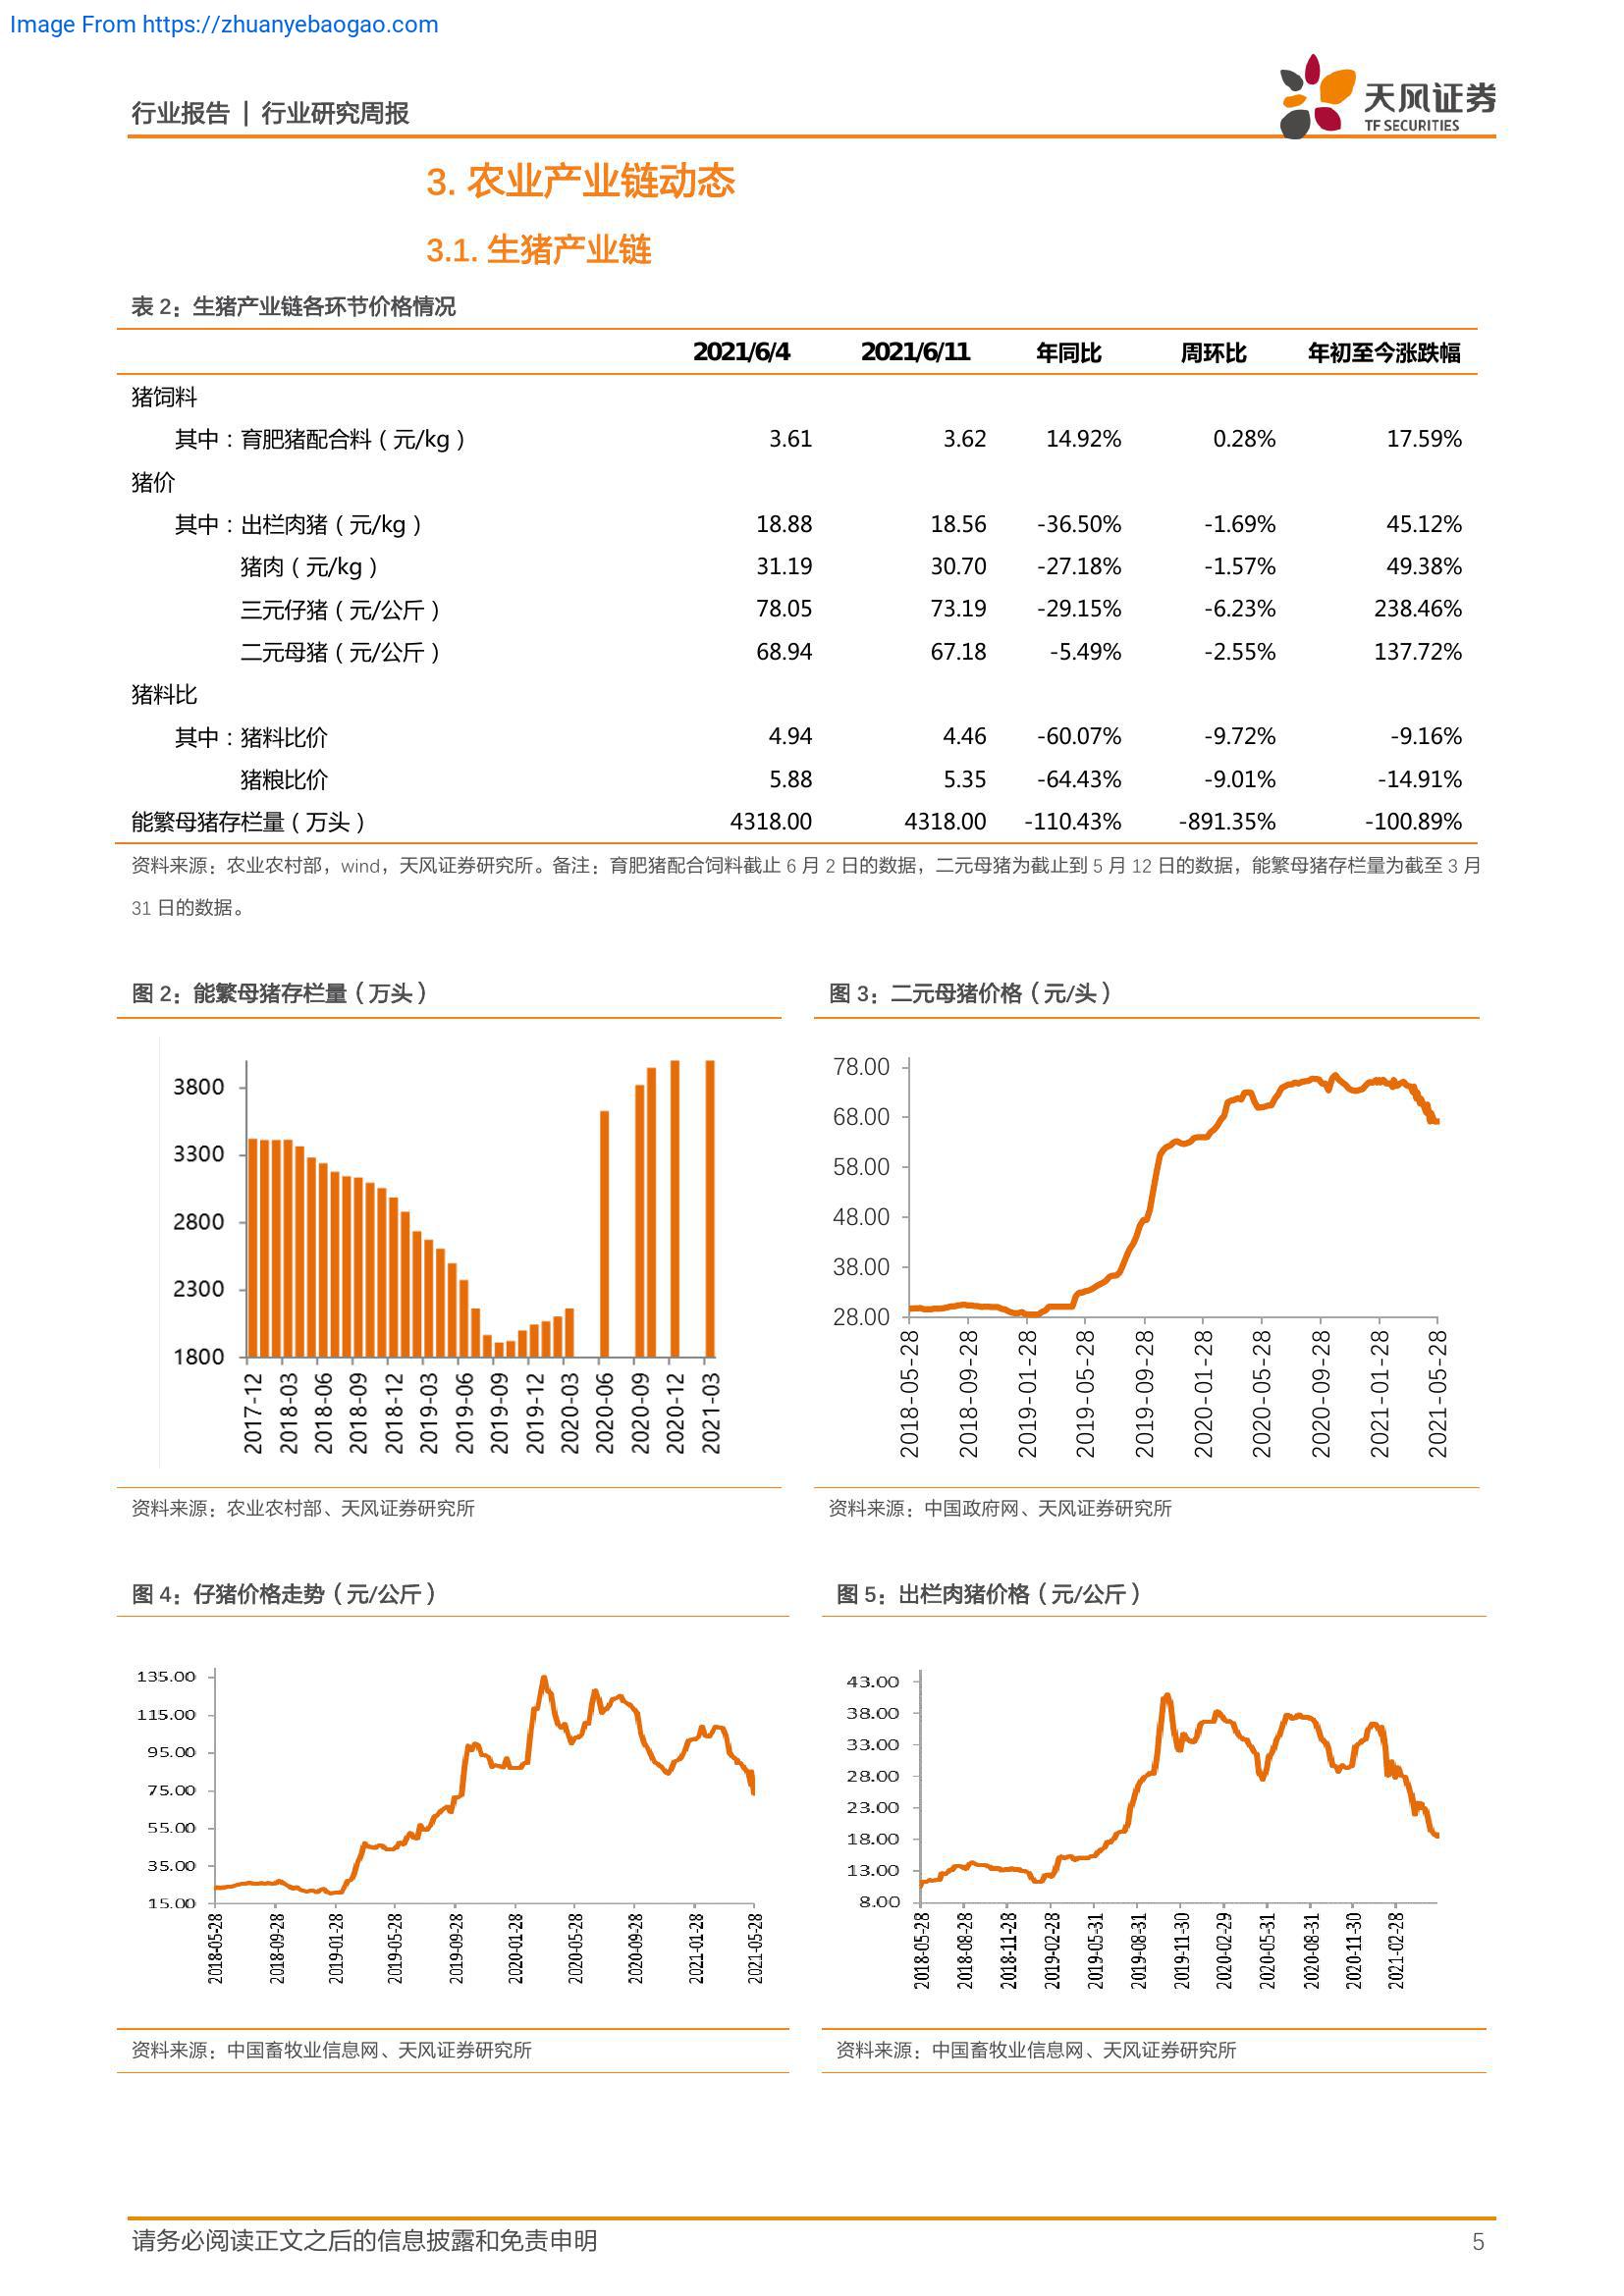 Image From https://zhuanyebaogao.com
行业报告 | 行业研究周报
天风证券
TF SECURITIES
3. 农业产业链动态
3.1. 生猪产业链
表 2：生猪产业链各环节价格情况
2021/6/4 2021/6/11 年同比 周环比 年初至今涨跌幅
猪饲料
其中：育肥猪配合料（元/kg） 3.61 3.62 14.92% 0.28% 17.59%
猪价
其中：出栏肉猪（元/kg） 18.88 18.56 -36.50% -1.69% 45.12%
猪肉（元/kg） 31.19 30.70 -27.18% -1.57% 49.38%
三元仔猪（元/公斤） 78.05 73.19 -29.15% -6.23% 238.46%
二元母猪（元/公斤） 68.94 67.18 -5.49% -2.55% 137.72%
猪料比
其中：猪料比价 4.94 4.46 -60.07% -9.72% -9.16%
猪粮比价 5.88 5.35 -64.43% -9.01% -14.91%
能繁母猪存栏量（万头） 4318.00 4318.00 -110.43% -891.35% -100.89%
资料来源：农业农村部，wind，天风证券研究所。备注：育肥猪配合饲料截止 6 月 2 日的数据，二元母猪为截止到 5 月 12 日的数据，能繁母猪存栏量为截至 3 月
31 日的数据。
图 2：能繁母猪存栏量（万头）
3800
3300
2800
2300
1800
2017-12 2018-03 2018-06 2018-09 2018-12 2019-03 2019-06 2019-09 2019-12 2020-03 2020-06 2020-09 2020-12 2021-03
资料来源：农业农村部、天风证券研究所
图 3：二元母猪价格（元/头）
78.00
68.00
58.00
48.00
38.00
28.00
2018-05-28 2018-09-28 2019-01-28 2019-05-28 2019-09-28 2020-01-28 2020-05-28 2020-09-28 2021-01-28 2021-05-28
资料来源：中国政府网、天风证券研究所
图 4：仔猪价格走势（元/公斤）
135.00
115.00
95.00
75.00
55.00
35.00
15.00
2018-05-28 2018-09-28 2019-01-28 2019-05-28 2019-09-28 2020-01-28 2020-05-28 2020-09-28 2021-01-28 2021-05-28
资料来源：中国畜牧业信息网、天风证券研究所
图 5：出栏肉猪价格（元/公斤）
43.00
38.00
33.00
28.00
23.00
18.00
13.00
8.00
2018-05-28 2018-08-28 2018-11-28 2019-02-28 2019-05-31 2019-08-31 2019-11-30 2020-02-29 2020-05-31 2020-08-31 2020-11-30 2021-02-28
资料来源：中国畜牧业信息网、天风证券研究所
请务必阅读正文之后的信息披露和免责申明 5